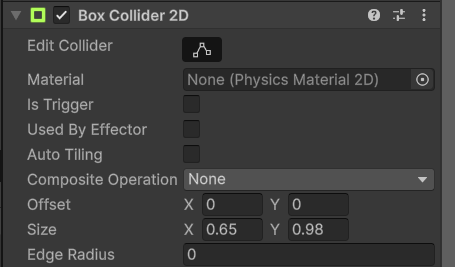 Box Collider 2D
Edit Collider
Material None (Physics Material 2D)
Is Trigger
Used By Effector
Auto Tiling
Composite Operation None
Offset X 0 Y 0
Size X 0.65 Y 0.98
Edge Radius 0